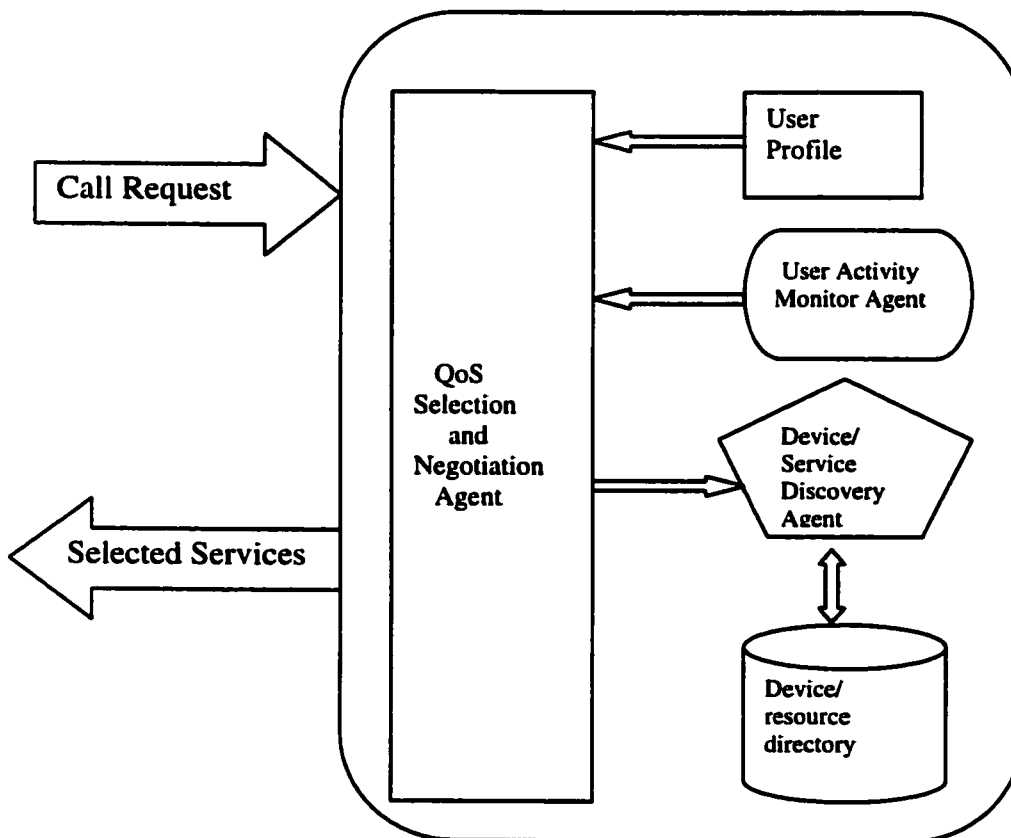 Call Request
Selected Services
QoS
Selection
and
Negotiation
Agent
User
Profile
User Activity
Monitor Agent
Device/
Service
Discovery
Agent
Device/
resource
directory